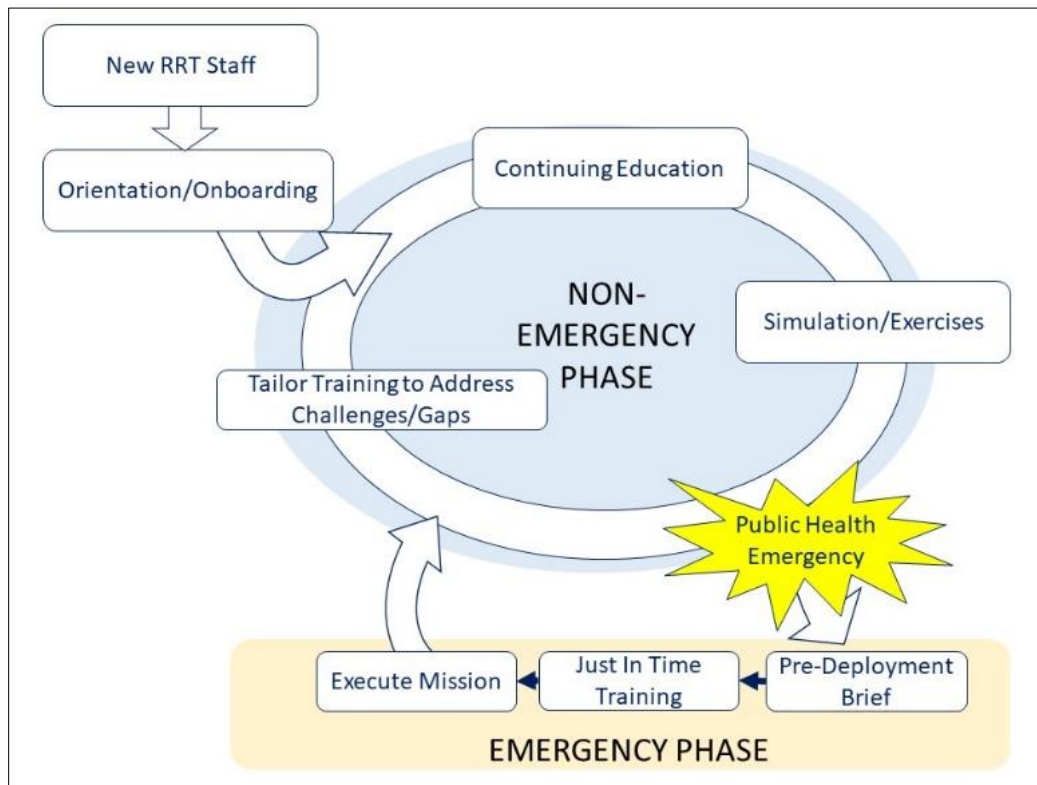 New RRT Staff
Orientation/Onboarding
Continuing Education
NON-
EMERGENCY
PHASE
Simulation/Exercises
Tailor Training to Address
Challenges/Gaps
Public Health
Emergency
Execute Mission
Just In Time
Training
Pre-Deployment
Brief
EMERGENCY PHASE